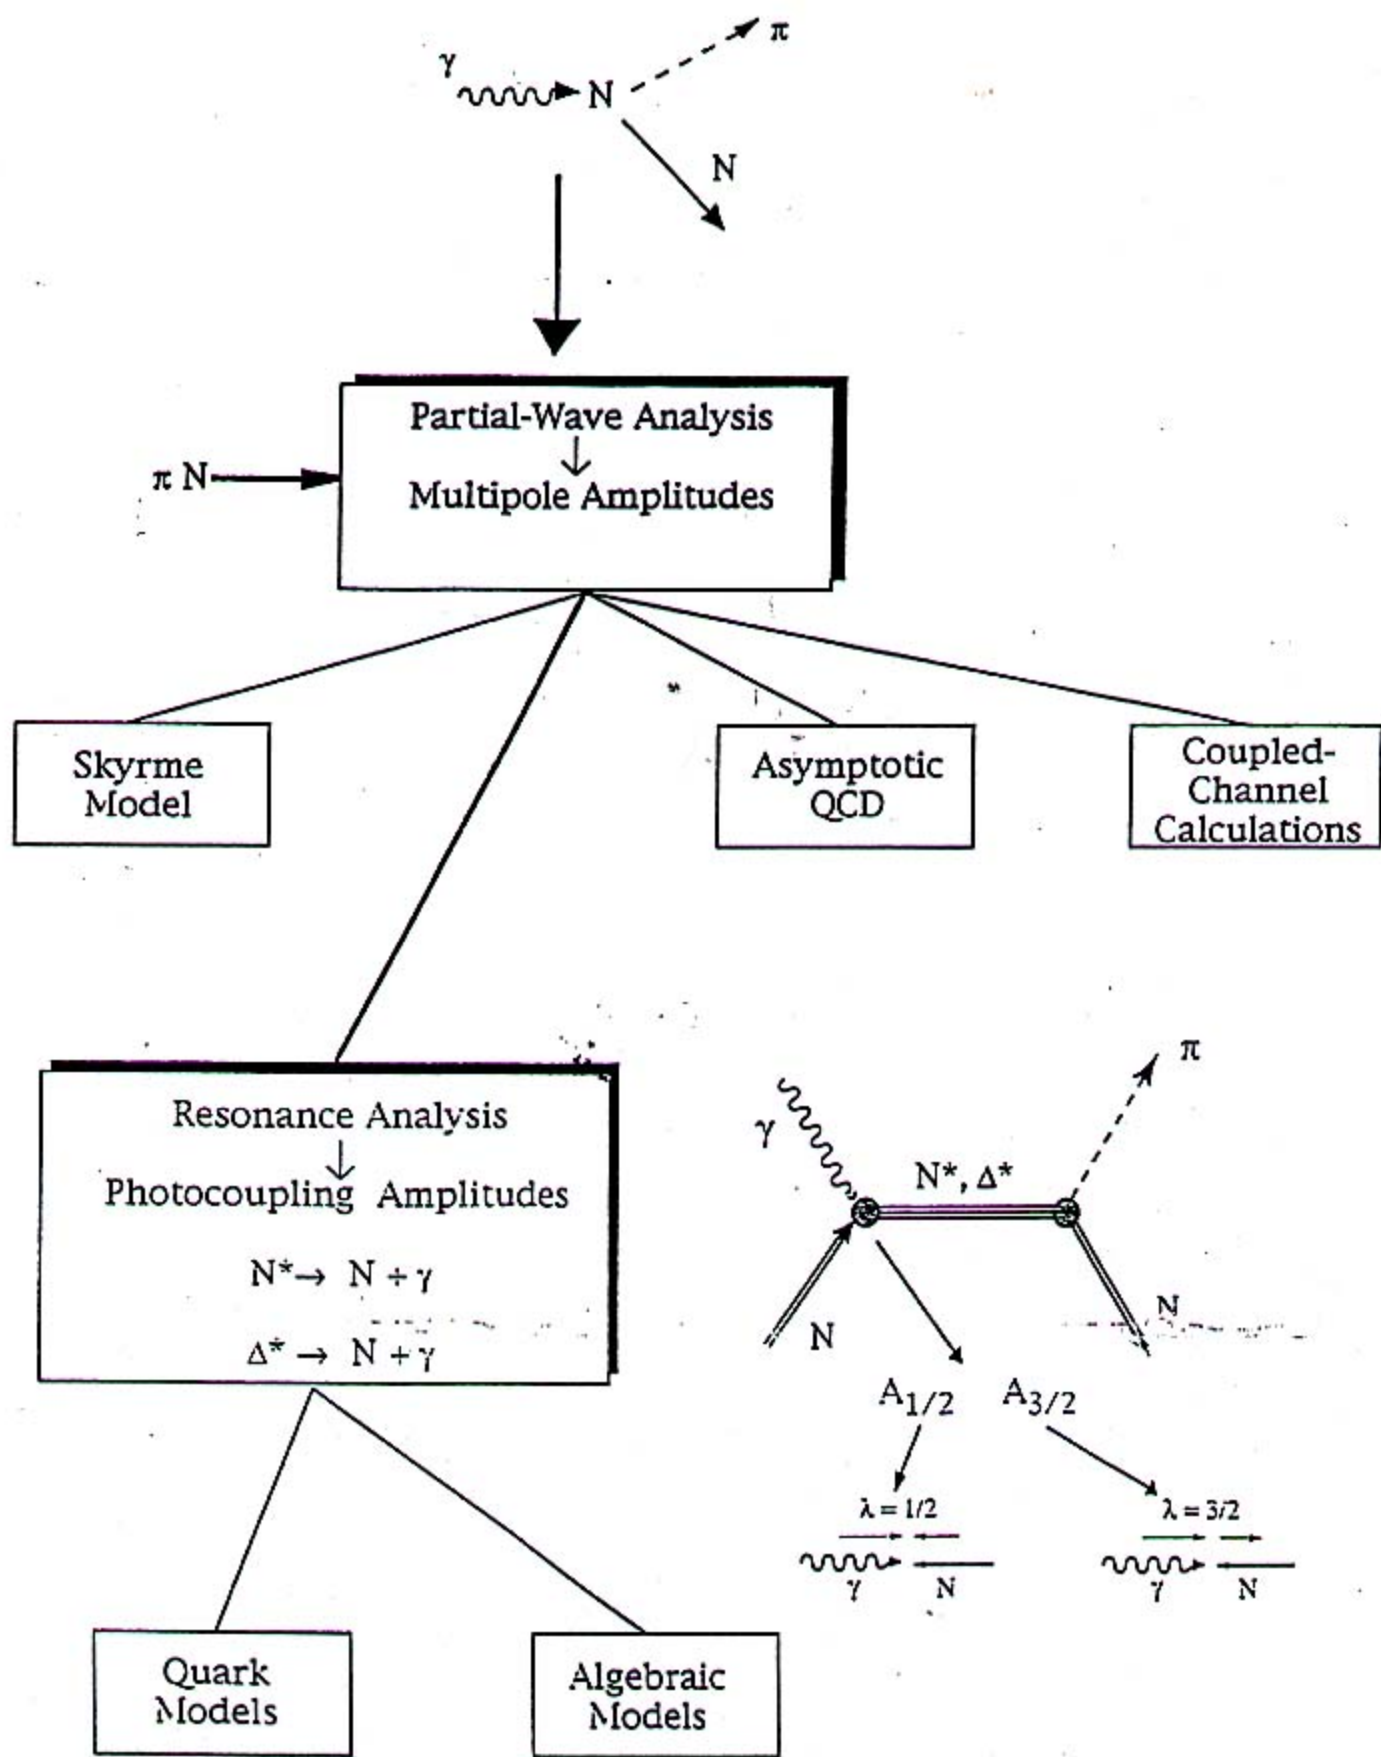 γ
π
N
N
Partial-Wave Analysis
↓
Multipole Amplitudes
π N
Skyrme
Model
Asymptotic
QCD
Coupled-
Channel
Calculations
Resonance Analysis
↓
Photocoupling Amplitudes
N* → N + γ
Δ* → N + γ
π
γ
N*, Δ*
N
N
A1/2 A3/2
λ = 1/2
γ N
λ = 3/2
γ N
Quark
Models
Algebraic
Models